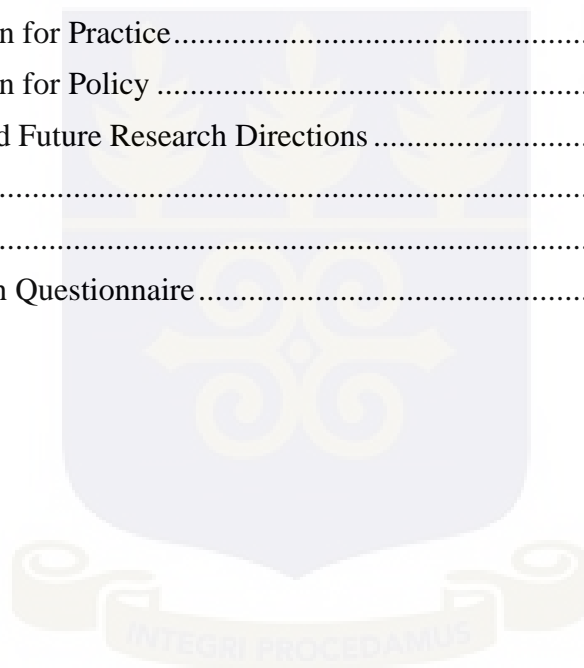 n for Practice..............................................
n for Policy ................................................
d Future Research Directions .......................
................................................................
................................................................
n Questionnaire...........................................
INTEGRI PROCEDAMUS